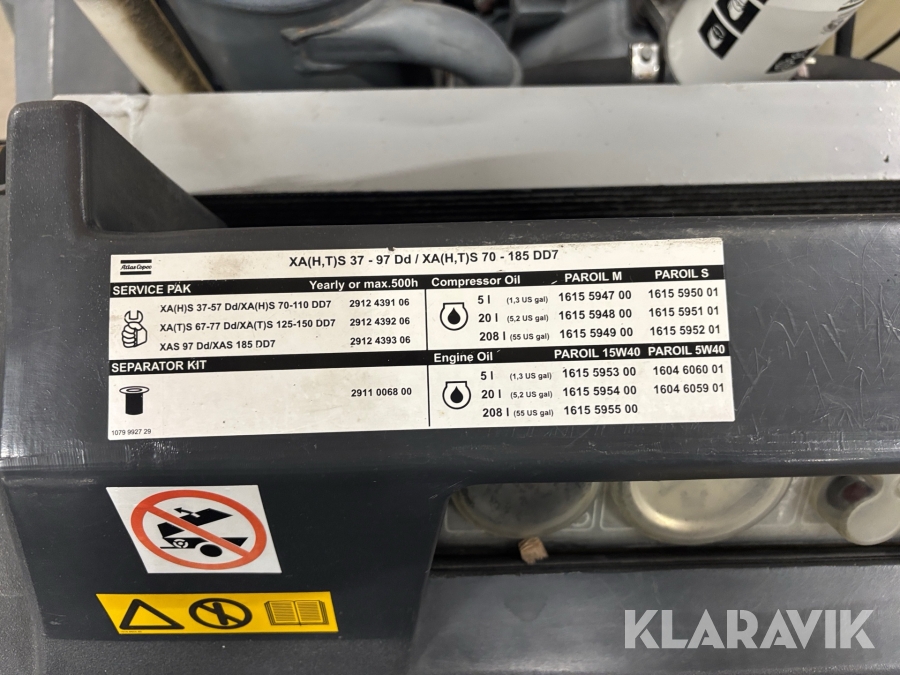 Atlas Copco
XA(H,T)S 37 - 97 Dd / XA(H,T)S 70 - 185 DD7
SERVICE PAK Yearly or max.500h
XA(H)S 37-57 Dd/XA(H)S 70-110 DD7 2912 4391 06
XA(T)S 67-77 Dd/XA(T)S 125-150 DD7 2912 4392 06
XAS 97 Dd/XAS 185 DD7 2912 4393 06
SEPARATOR KIT
2911 0068 00
1079 9927 29
Compressor Oil PAROIL M PAROIL S
5 l (1,3 US gal) 1615 5947 00 1615 5950 01
20 l (5,2 US gal) 1615 5948 00 1615 5951 01
208 l (55 US gal) 1615 5949 00 1615 5952 01
Engine Oil PAROIL 15W40 PAROIL 5W40
5 l (1,3 US gal) 1615 5953 00 1604 6060 01
20 l (5,2 US gal) 1615 5954 00 1604 6059 01
208 l (55 US gal) 1615 5955 00
KLARAVIK